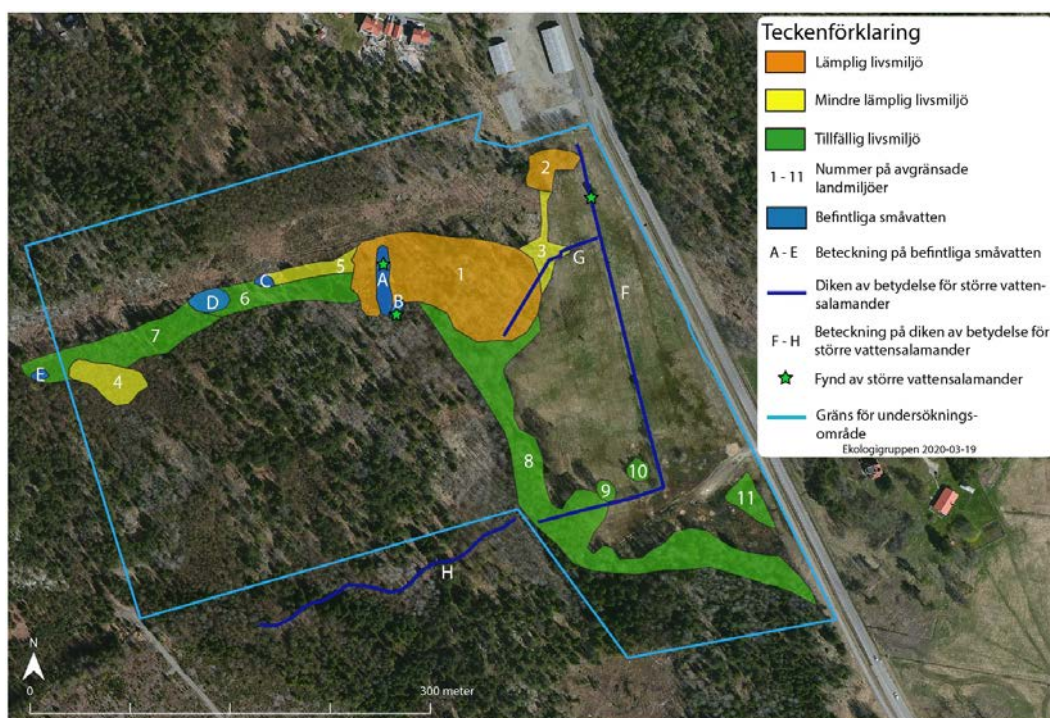 Teckenförklaring
Lämplig livsmiljö
Mindre lämplig livsmiljö
Tillfällig livsmiljö
1 - 11 Nummer på avgränsade
landmiljöer
Befintliga småvatten
A - E Beteckning på befintliga småvatten
Diken av betydelse för större vatten-
salamander
F - H Beteckning på diken av betydelse för
större vattensalamander
Fynd av större vattensalamander
Gräns för undersöknings-
område
Ekologigruppen 2020-03-19
2
3
G
F
1
A
B
5
C
6
D
7
E
4
8
9
10
11
H
N
0 300 meter